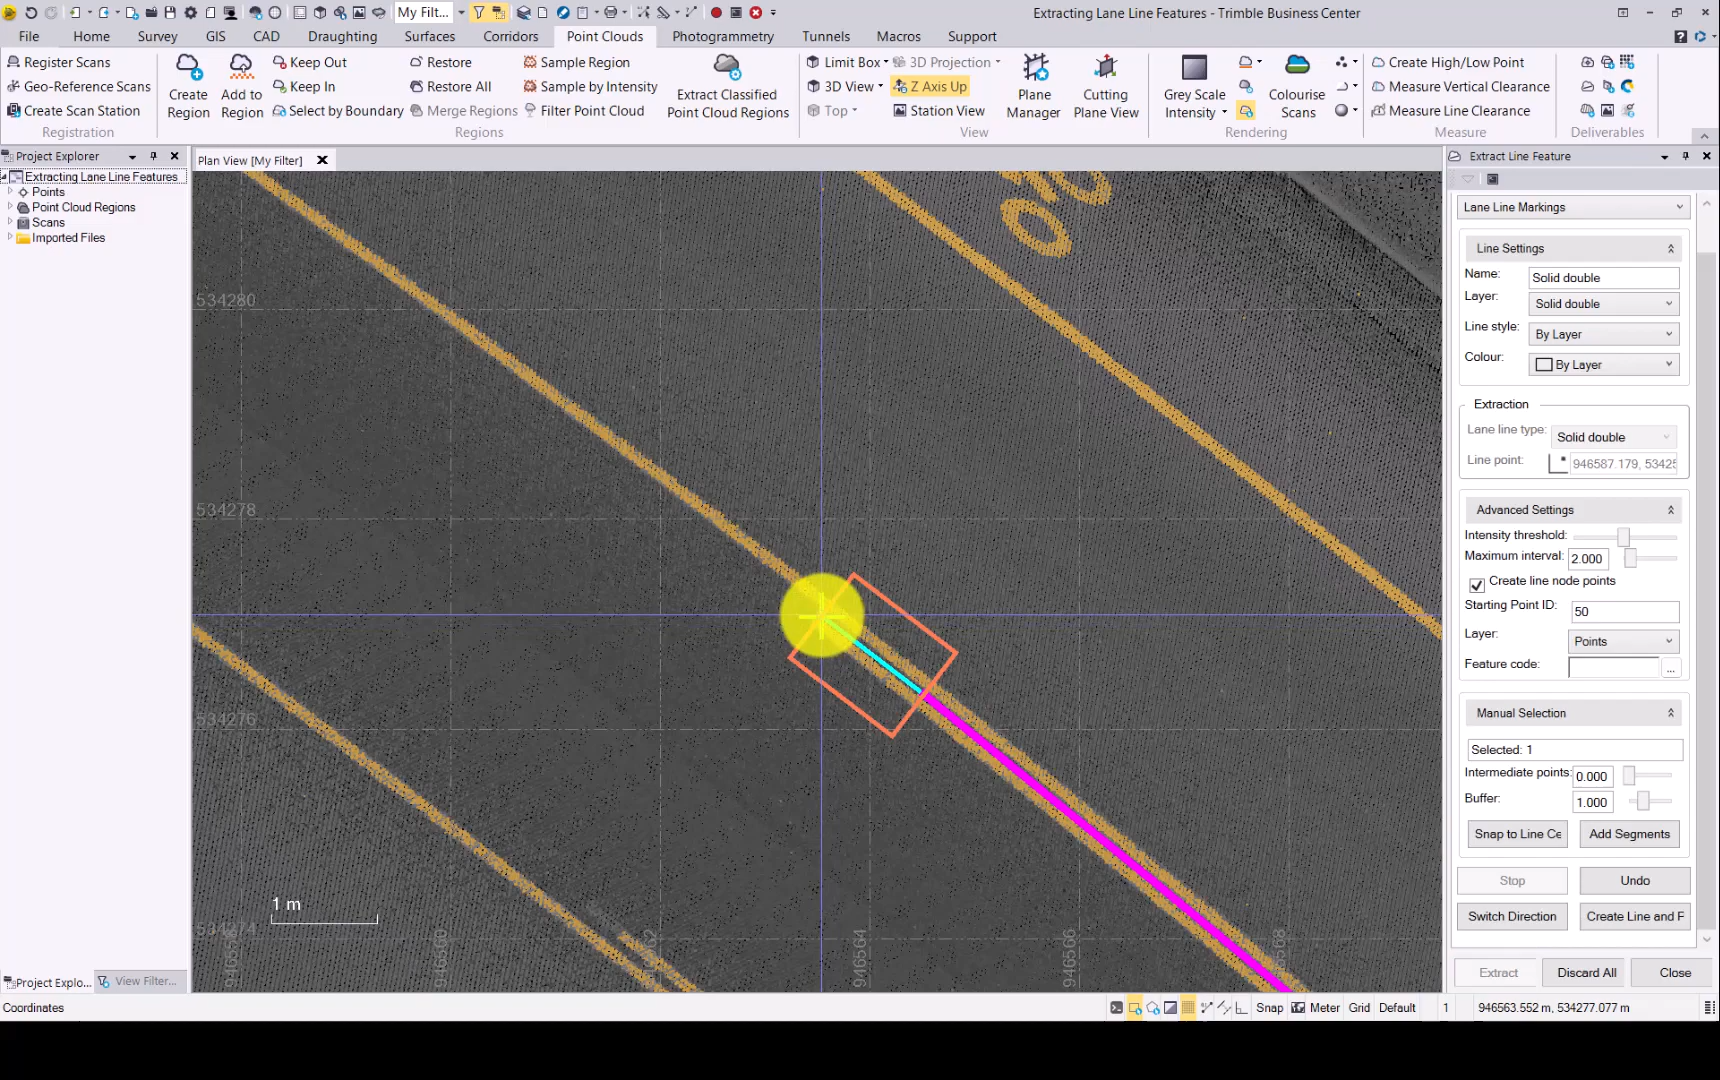 My Filt...
Extracting Lane Line Features - Trimble Business Center
File
Home
Survey
GIS
CAD
Draughting
Surfaces
Corridors
Point Clouds
Photogrammetry
Tunnels
Macros
Support
Register Scans
Geo-Reference Scans
Create Scan Station
Registration
Create Region
Add to Region
Keep Out
Keep In
Select by Boundary
Restore
Restore All
Merge Regions
Sample Region
Sample by Intensity
Filter Point Cloud
Regions
Extract Classified
Point Cloud Regions
Limit Box
3D View
Top
3D Projection
Z Axis Up
Station View
Plane
Manager
Cutting
Plane View
View
Grey Scale
Intensity
Colourise
Scans
Rendering
Create High/Low Point
Measure Vertical Clearance
Measure Line Clearance
Measure
Deliverables
Project Explorer
Extracting Lane Line Features
Points
Point Cloud Regions
Scans
Imported Files
Project Explo...
View Filter...
Plan View [My Filter]
534280
534278
534276
534274
1 m
946560
946562
946564
946566
946568
Extract Line Feature
Lane Line Markings
Line Settings
Name: Solid double
Layer: Solid double
Line style: By Layer
Colour: By Layer
Extraction
Lane line type: Solid double
Line point: 946587.179, 53425
Advanced Settings
Intensity threshold:
Maximum interval: 2.000
Create line node points
Starting Point ID: 50
Layer: Points
Feature code: ...
Manual Selection
Selected: 1
Intermediate points: 0.000
Buffer: 1.000
Snap to Line Ce
Add Segments
Stop
Undo
Switch Direction
Create Line and F
Extract
Discard All
Close
Coordinates
Snap
Meter
Grid
Default
1
946563.552 m, 534277.077 m